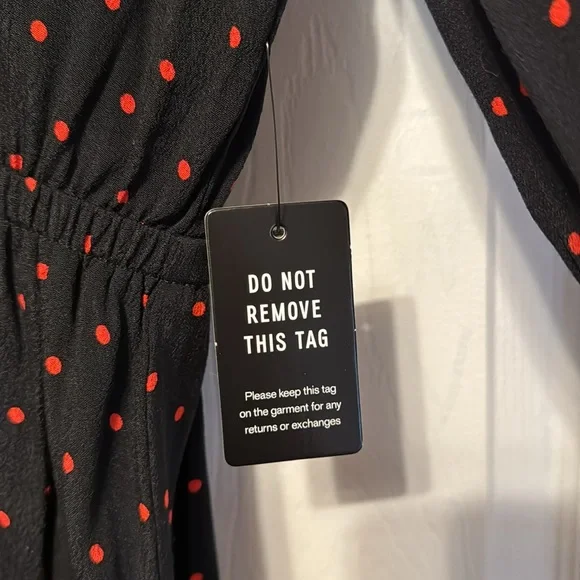 DO NOT
REMOVE
THIS TAG
Please keep this tag
on the garment for any
returns or exchanges